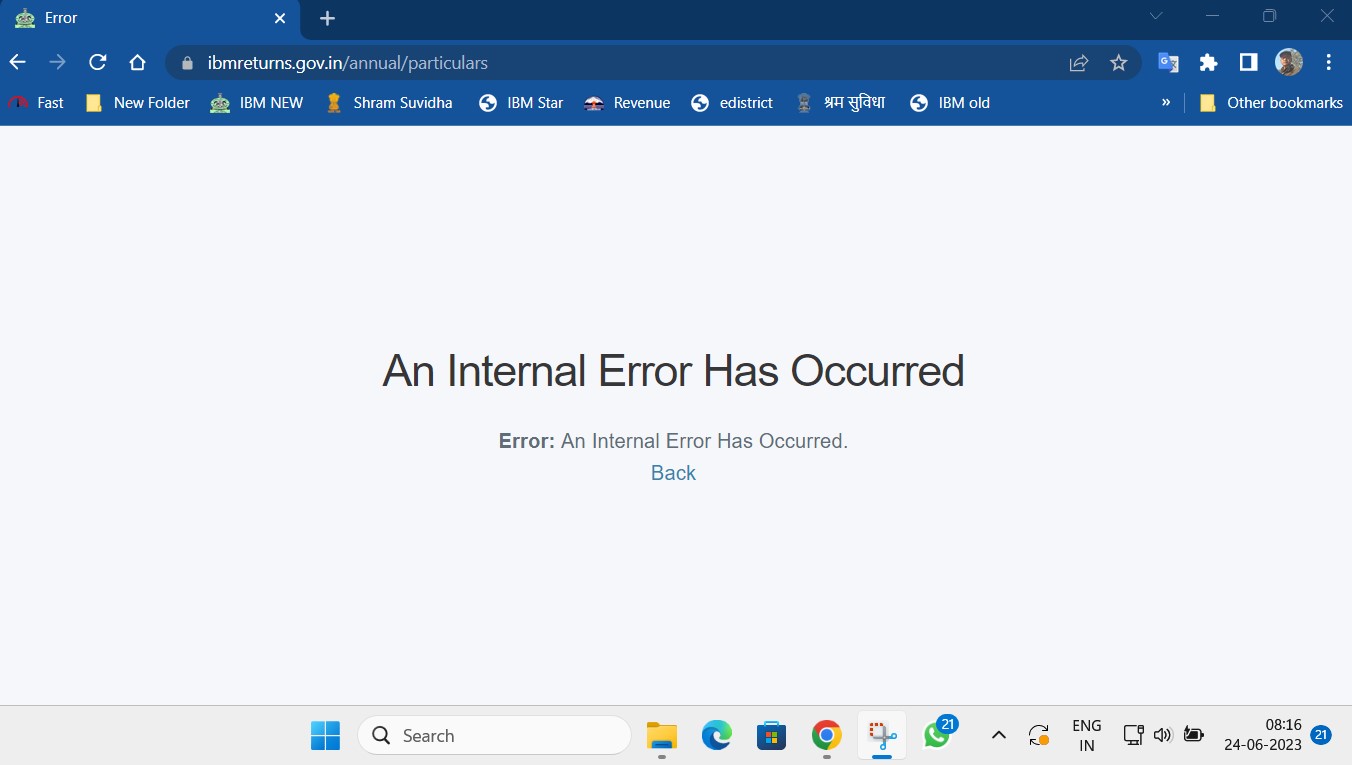 Error
ibmreturns.gov.in/annual/particulars
Fast New Folder IBM NEW Shram Suvidha IBM Star Revenue edistrict श्रम सुविधा IBM old » Other bookmarks
An Internal Error Has Occurred
Error: An Internal Error Has Occurred.
Back
Search
21
ENG
IN
08:16
24-06-2023
21